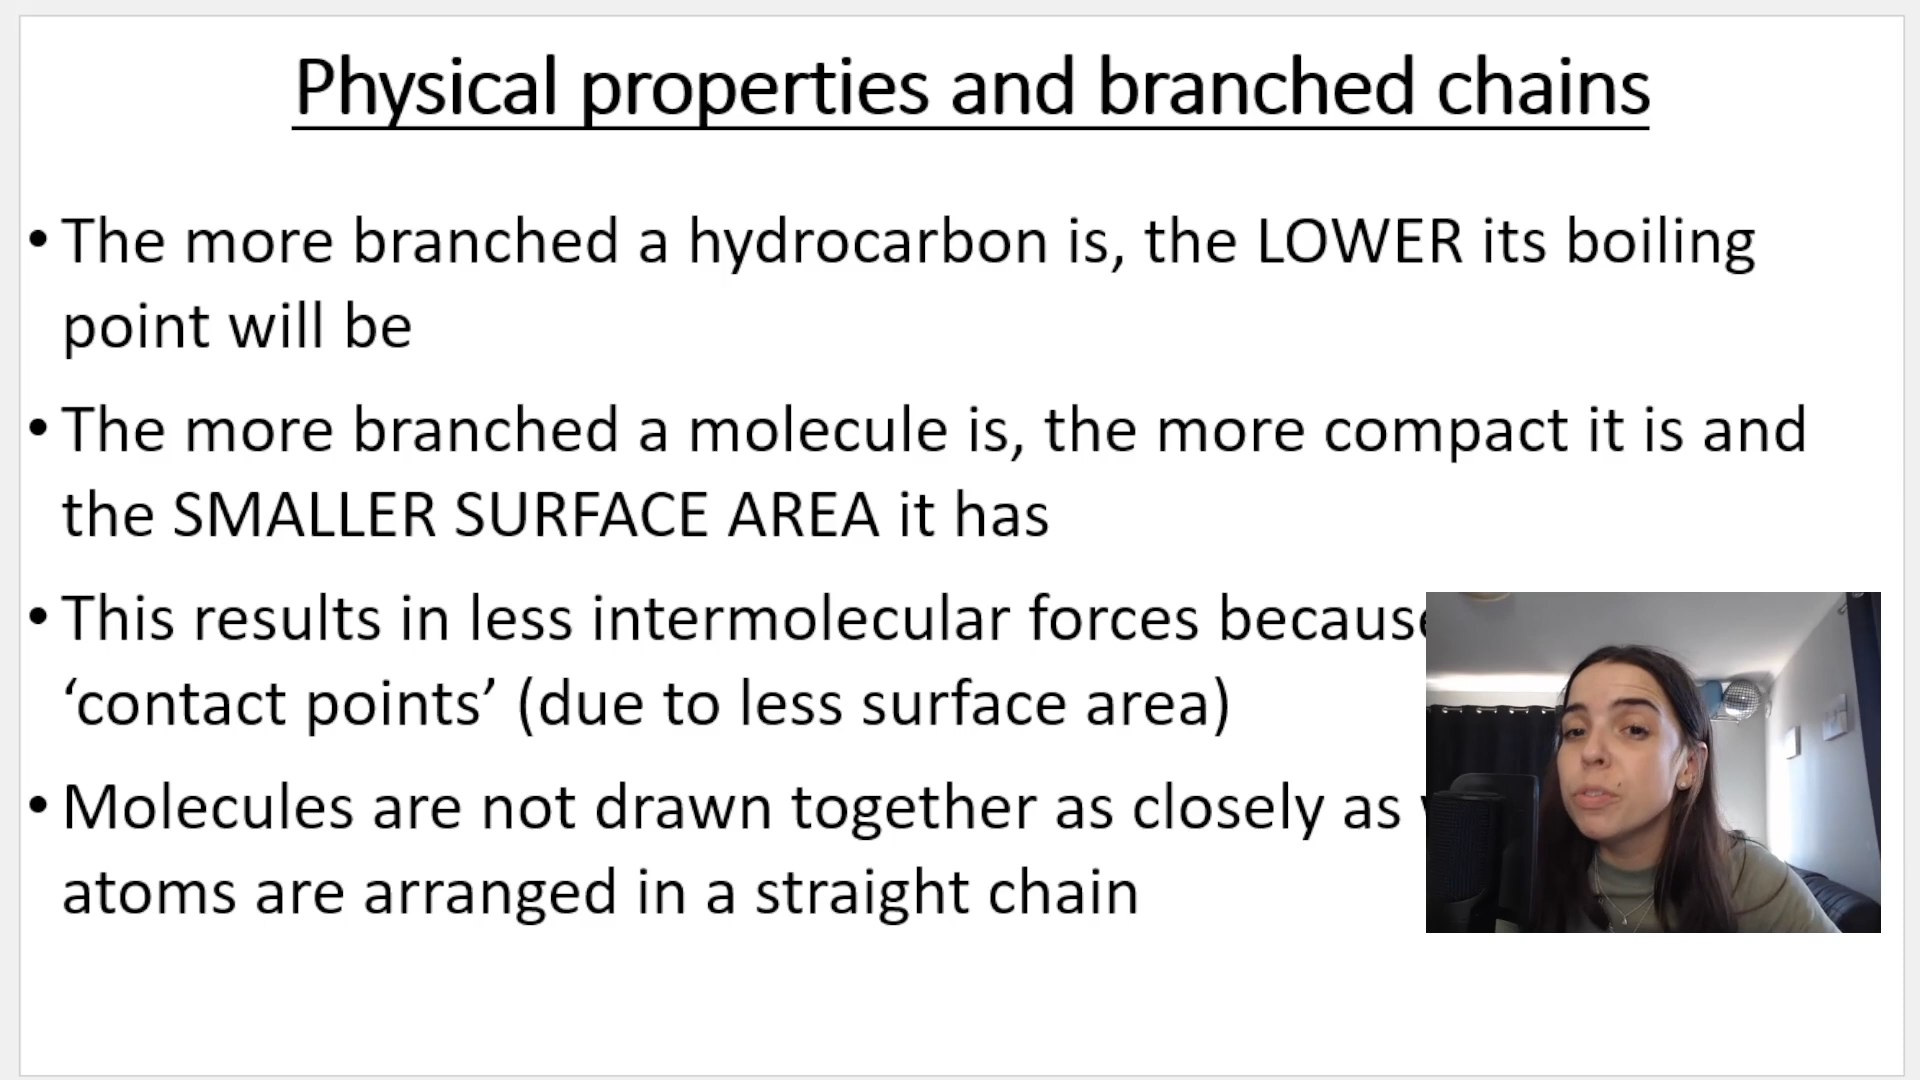 Physical properties and branched chains
• The more branched a hydrocarbon is, the LOWER its boiling
point will be
• The more branched a molecule is, the more compact it is and
the SMALLER SURFACE AREA it has
• This results in less intermolecular forces because
‘contact points’ (due to less surface area)
• Molecules are not drawn together as closely as
atoms are arranged in a straight chain